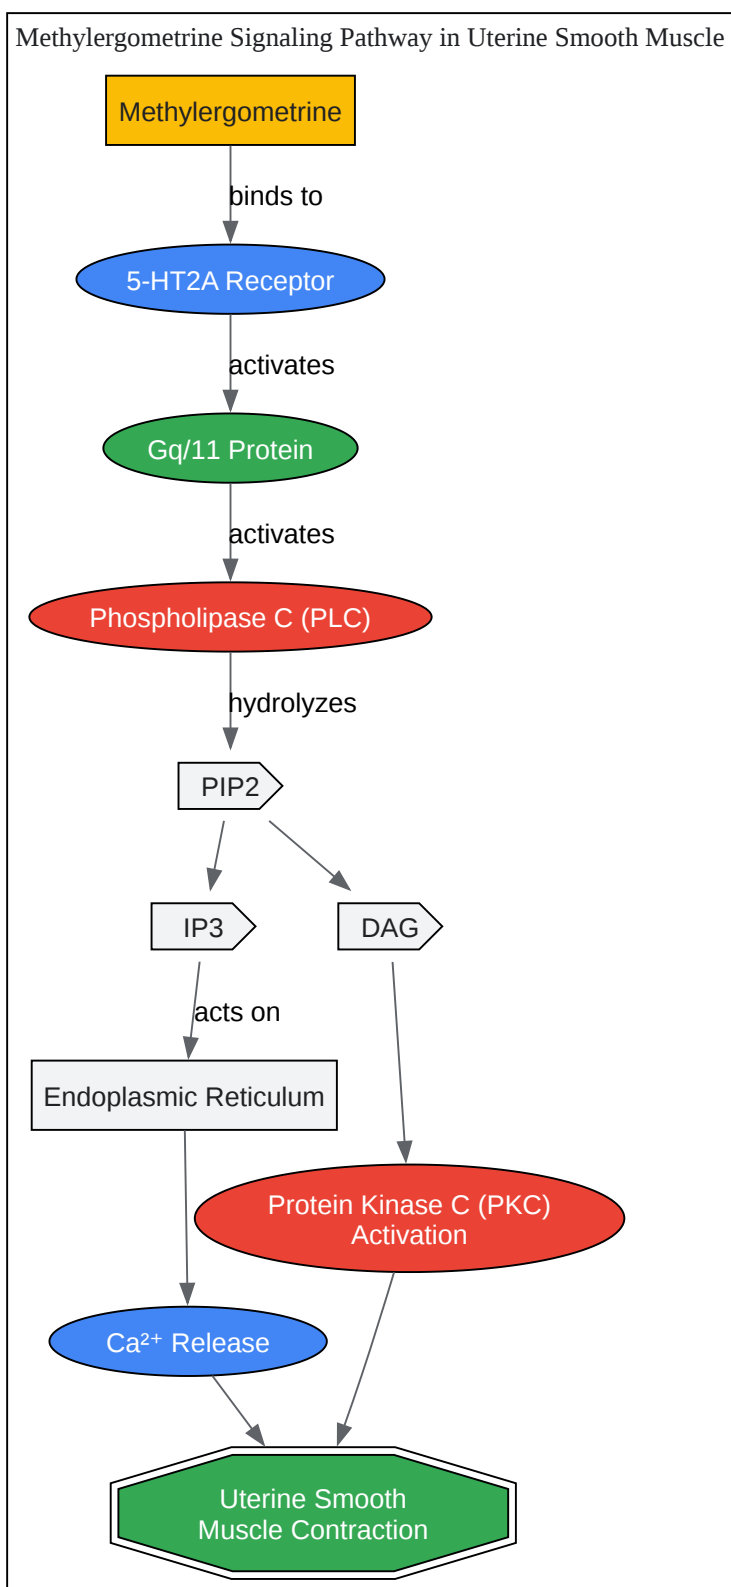 Methylergometrine Signaling Pathway in Uterine Smooth Muscle
Methylergometrine
binds to
5-HT2A Receptor
activates
Gq/11 Protein
activates
Phospholipase C (PLC)
hydrolyzes
PIP2
IP3
DAG
acts on
Endoplasmic Reticulum
Protein Kinase C (PKC)
Activation
Ca²⁺ Release
Uterine Smooth
Muscle Contraction